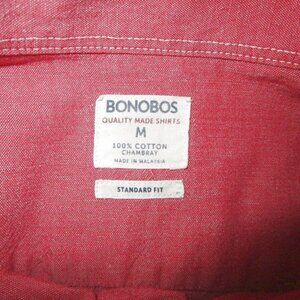 BONOBOS
QUALITY MADE SHIRTS
M
100% COTTON
CHAMBRAY
MADE IN MALAYSIA
STANDARD FIT